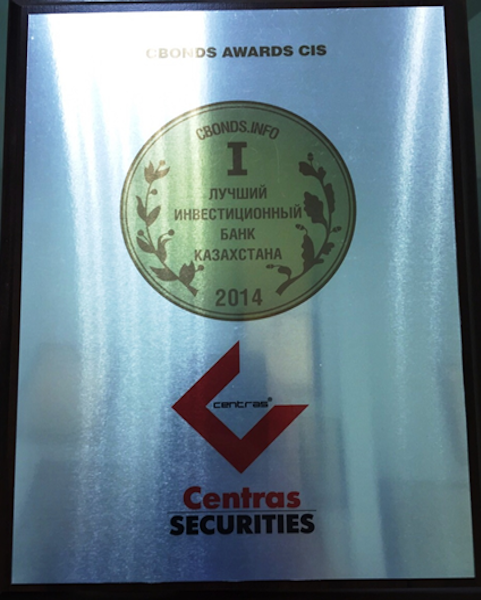 CBONDS AWARDS CIS
CBONDS.INFO
I
ЛУЧШИЙ
ИНВЕСТИЦИОННЫЙ
БАНК
КАЗАХСТАНА
2014
centras®
Centras
SECURITIES